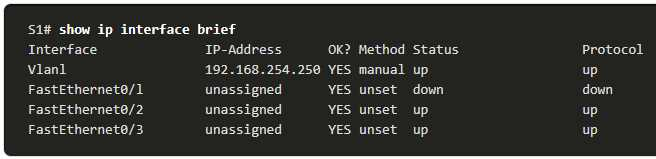 S1# show ip interface brief
Interface IP-Address OK? Method Status Protocol
Vlanl 192.168.254.250 YES manual up up
FastEthernet0/l unassigned YES unset down down
FastEthernet0/2 unassigned YES unset up up
FastEthernet0/3 unassigned YES unset up up